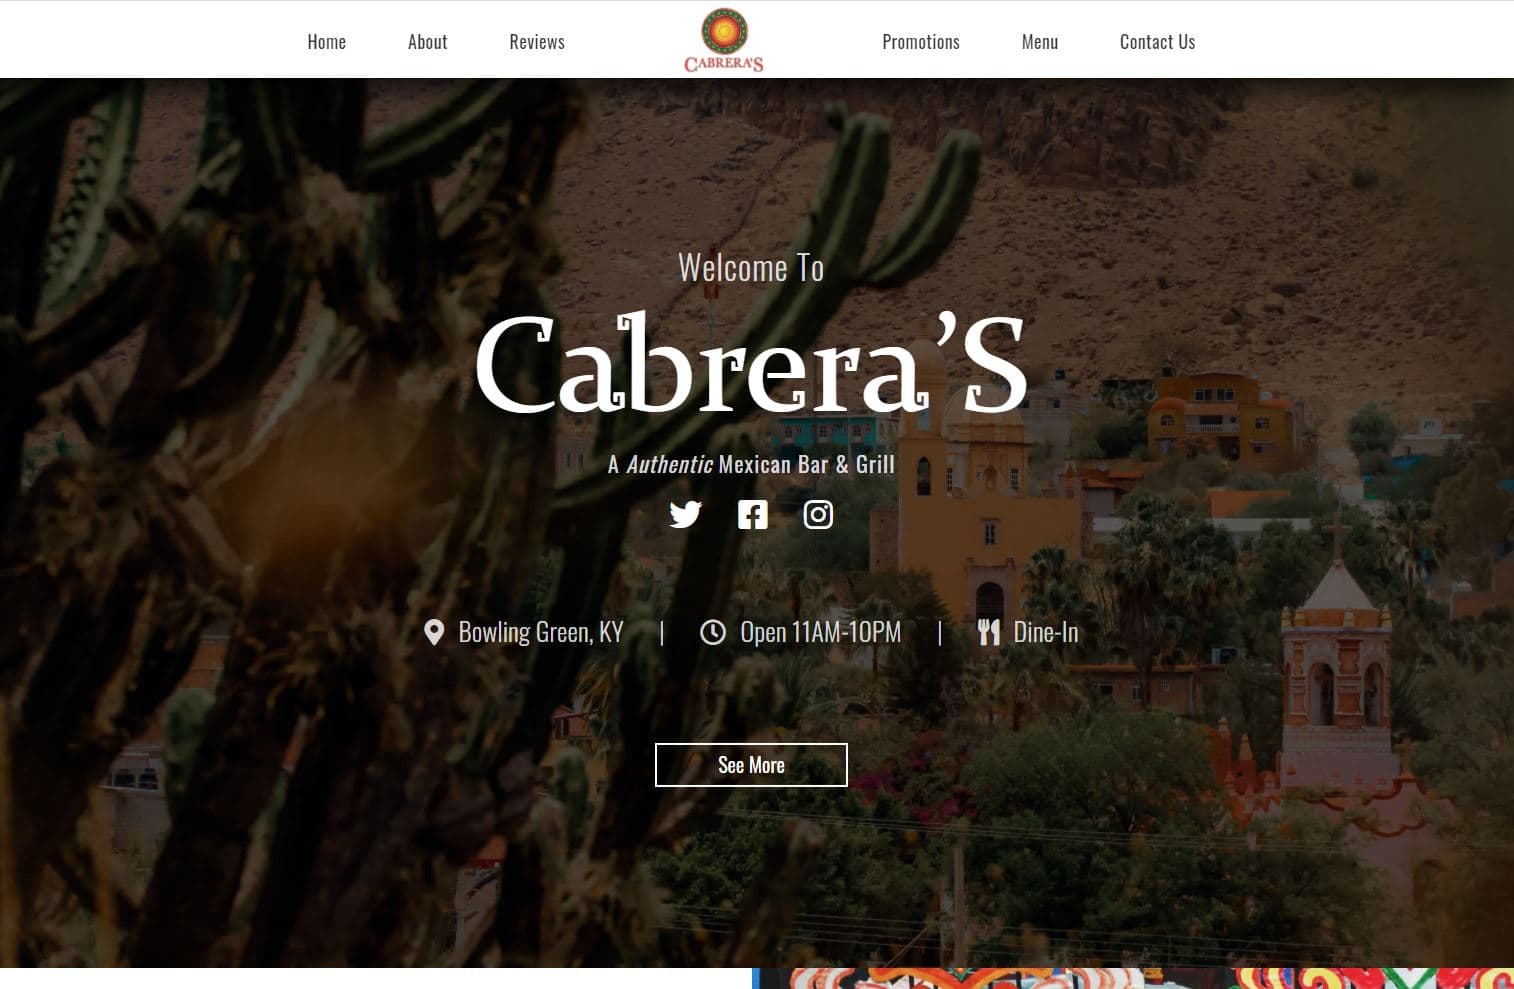 Home About Reviews CABRERA'S Promotions Menu Contact Us
Welcome To
Cabrera’S
A Authentic Mexican Bar & Grill
Bowling Green, KY | Open 11AM-10PM | Dine-In
See More